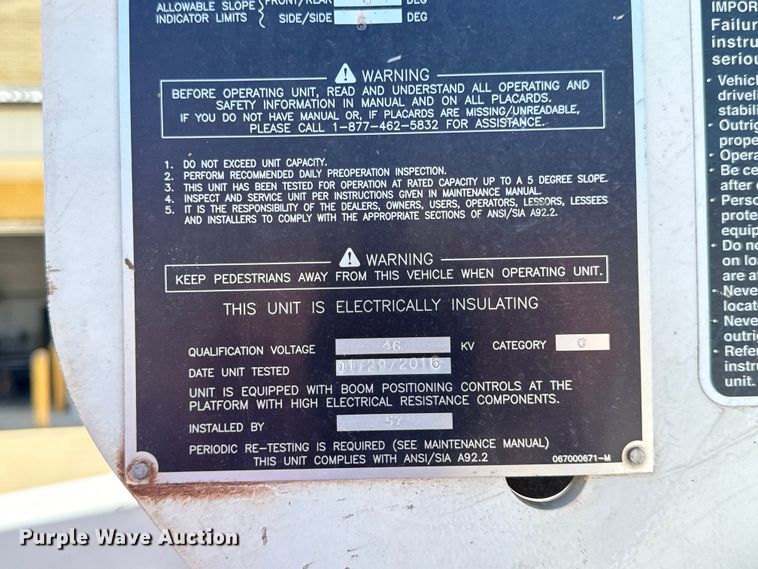 ALLOWABLE SLOPE FRONT/REAR DEG
INDICATOR LIMITS SIDE/SIDE DEG
WARNING
BEFORE OPERATING UNIT, READ AND UNDERSTAND ALL OPERATING AND
SAFETY INFORMATION IN MANUAL AND ON ALL PLACARDS.
IF YOU DO NOT HAVE MANUAL OR, IF PLACARDS ARE MISSING/UNREADABLE,
PLEASE CALL 1-877-462-5832 FOR ASSISTANCE.
1. DO NOT EXCEED UNIT CAPACITY.
2. PERFORM RECOMMENDED DAILY PREOPERATION INSPECTION.
3. THIS UNIT HAS BEEN TESTED FOR OPERATION AT RATED CAPACITY UP TO A 5 DEGREE SLOPE.
4. INSPECT AND SERVICE UNIT PER INSTRUCTIONS GIVEN IN MAINTENANCE MANUAL.
5. IT IS THE RESPONSIBILITY OF THE DEALERS, OWNERS, USERS, OPERATORS, LESSORS, LESSEES
AND INSTALLERS TO COMPLY WITH THE APPROPRIATE SECTIONS OF ANSI/SIA A92.2.
WARNING
KEEP PEDESTRIANS AWAY FROM THIS VEHICLE WHEN OPERATING UNIT.
THIS UNIT IS ELECTRICALLY INSULATING
QUALIFICATION VOLTAGE 46 KV CATEGORY
DATE UNIT TESTED 01/29/2016
UNIT IS EQUIPPED WITH BOOM POSITIONING CONTROLS AT THE
PLATFORM WITH HIGH ELECTRICAL RESISTANCE COMPONENTS.
INSTALLED BY 57
PERIODIC RE-TESTING IS REQUIRED (SEE MAINTENANCE MANUAL)
THIS UNIT COMPLIES WITH ANSI/SIA A92.2
067000671-M
IMPOR
Failur
instru
seriou
• Vehic
driveli
stabili
• Outrig
prope
• Opera
• Be ce
after
• Perso
prote
equip
• Do no
on loa
are a
• Never
locat
• Neve
outri
• Refer
instru
unit.
Purple Wave Auction